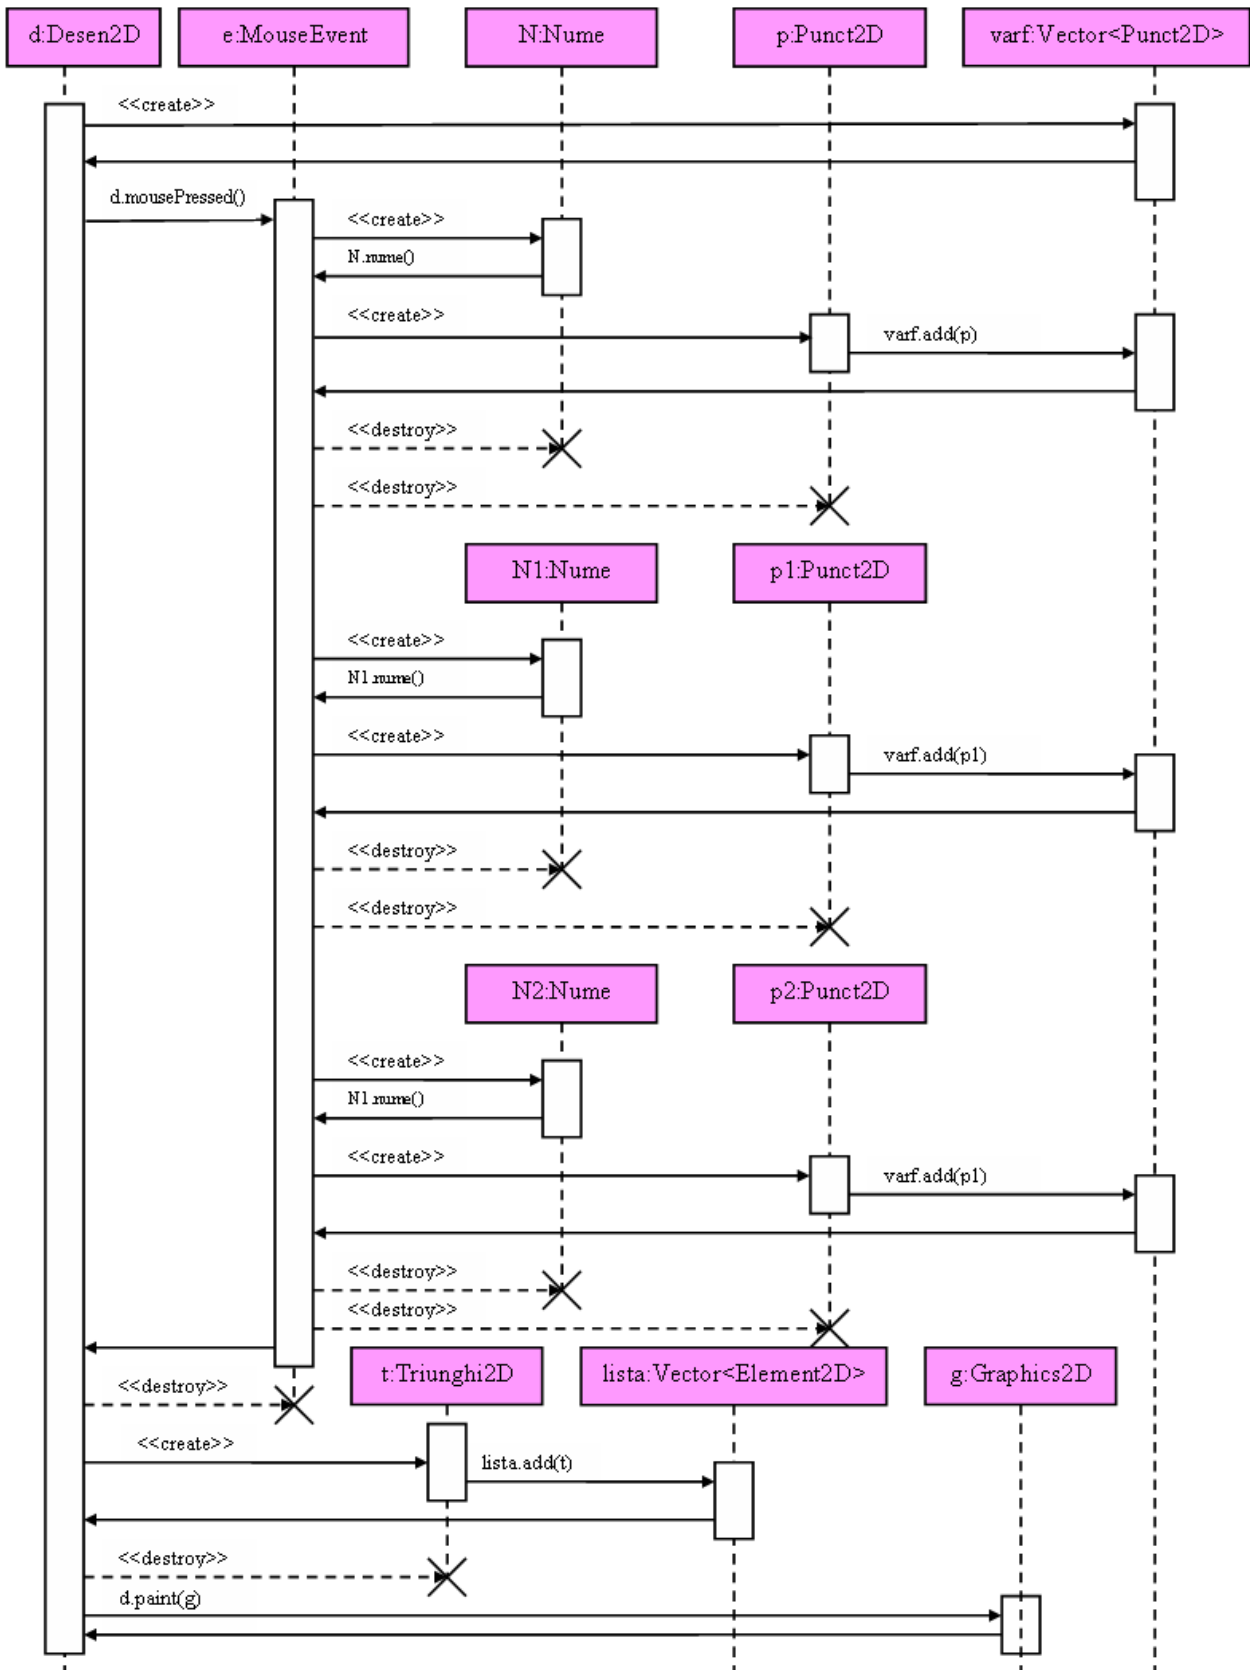 d:Desen2D
e:MouseEvent
N:Nume
p:Punct2D
varf:Vector<Punct2D>
<<create>>
d.mousePressed()
<<create>>
N.nume()
<<create>>
varf.add(p)
<<destroy>>
<<destroy>>
N1:Nume
p1:Punct2D
<<create>>
N1.nume()
<<create>>
varf.add(p1)
<<destroy>>
<<destroy>>
N2:Nume
p2:Punct2D
<<create>>
N1.nume()
<<create>>
varf.add(p1)
<<destroy>>
<<destroy>>
t:Triunghi2D
lista:Vector<Element2D>
g:Graphics2D
<<destroy>>
<<create>>
lista.add(t)
<<destroy>>
d.paint(g)